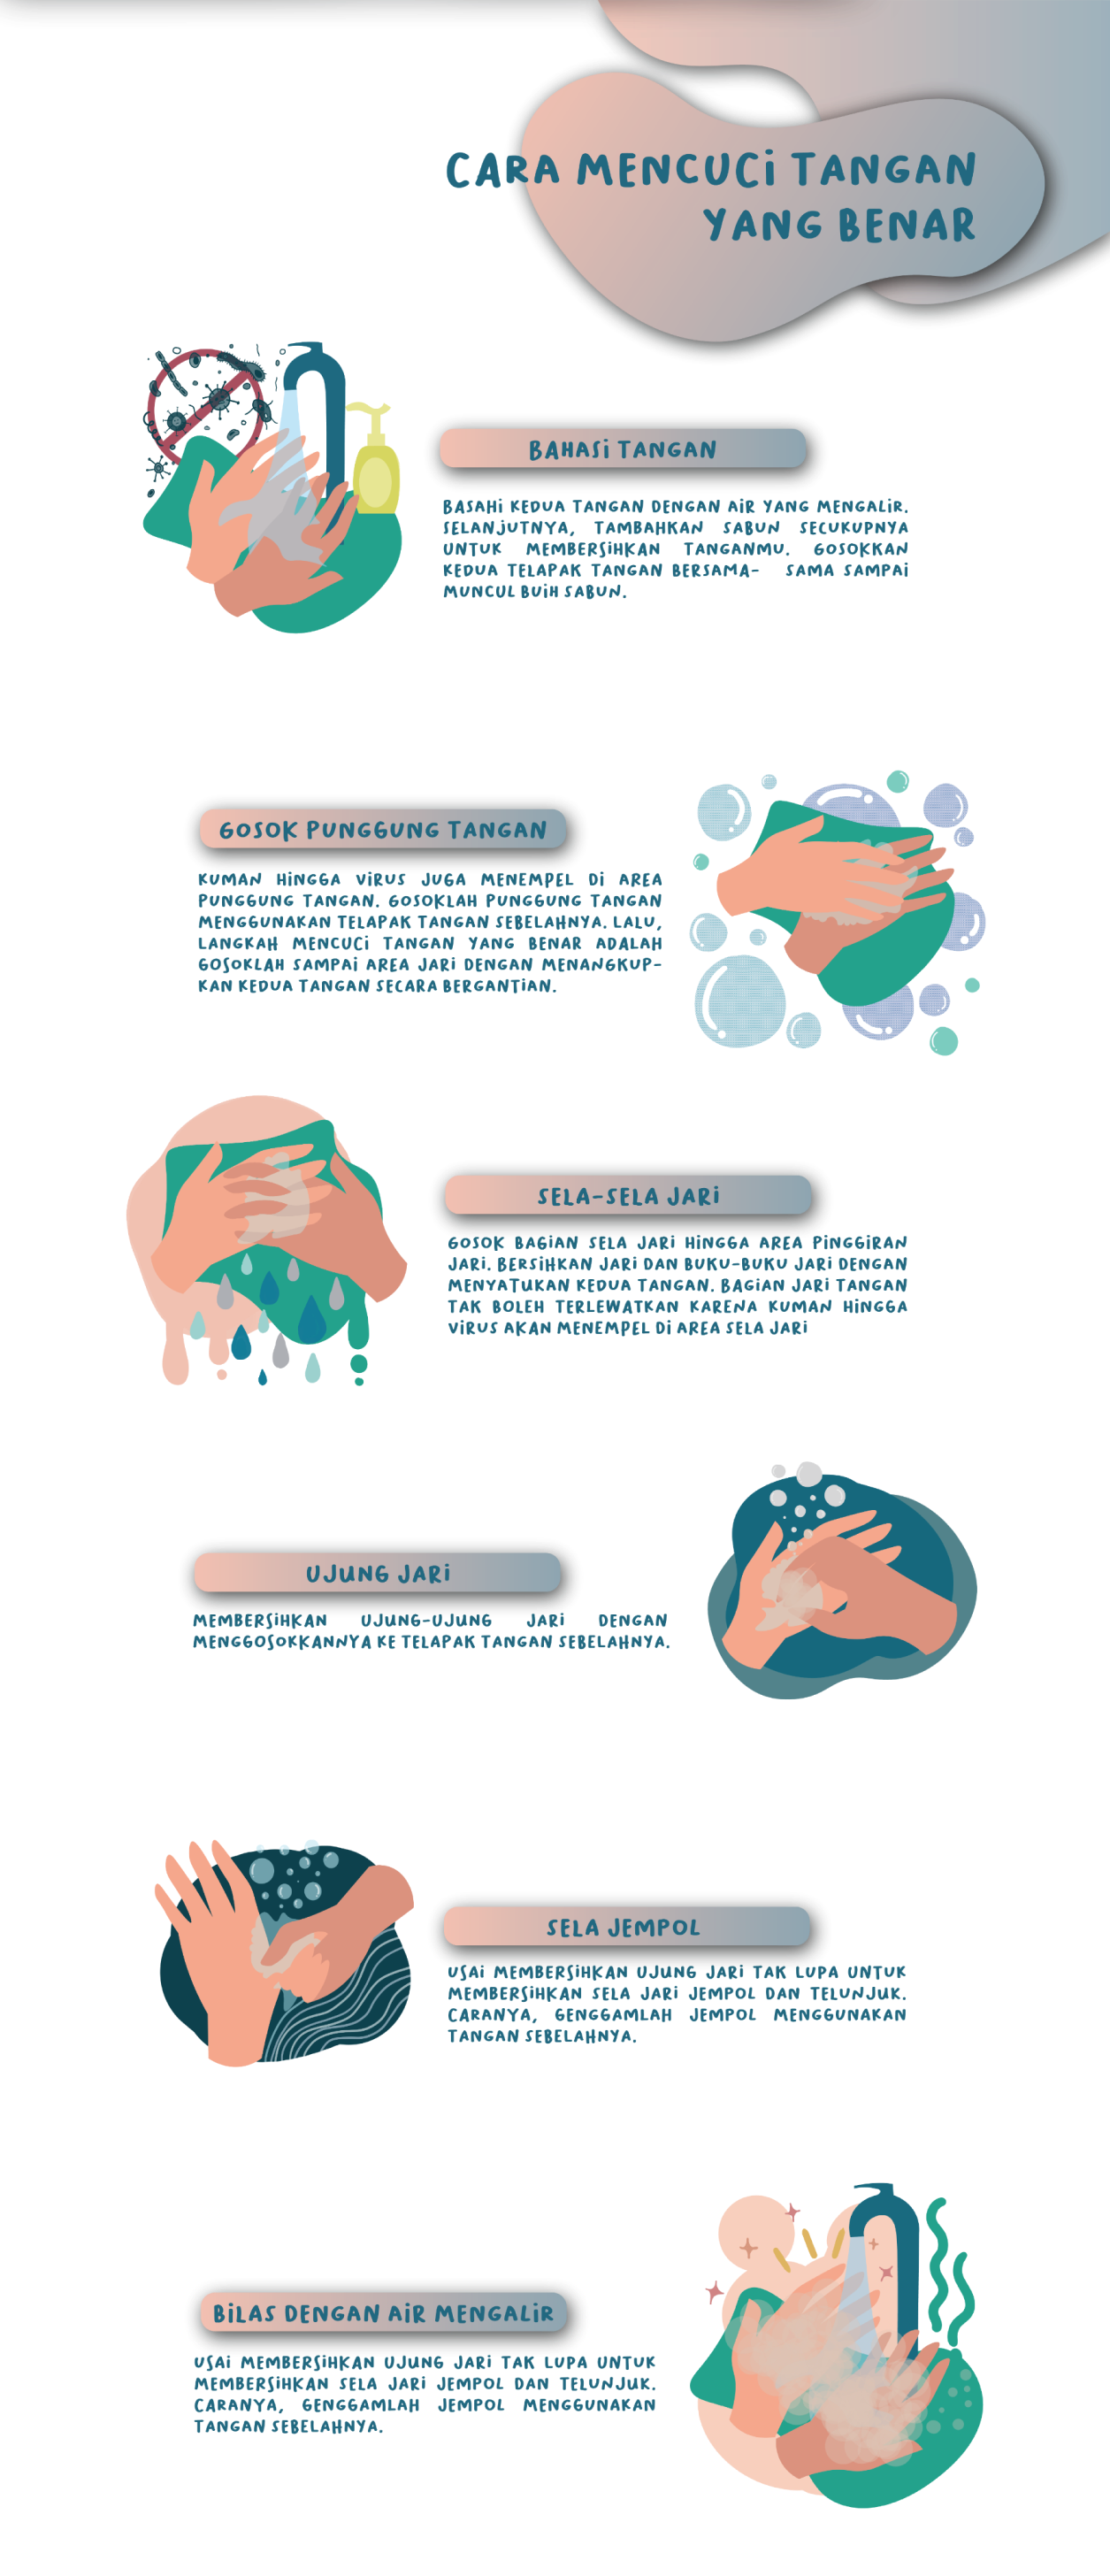 CARA MENCUCI TANGAN
YANG BENAR
BAHASI TANGAN
BASAHI KEDUA TANGAN DENGAN AIR YANG MENGALIR.
SELANJUTNYA, TAMBAHKAN SABUN SECUKUPNYA
UNTUK MEMBERSIHKAN TANGANMU. GOSOKKAN
KEDUA TELAPAK TANGAN BERSAMA- SAMA SAMPAI
MUNCUL BUIH SABUN.
GOSOK PUNGGUNG TANGAN
KUMAN HINGGA VIRUS JUGA MENEMPEL DI AREA
PUNGGUNG TANGAN. GOSOKLAH PUNGGUNG TANGAN
MENGGUNAKAN TELAPAK TANGAN SEBELAHNYA. LALU,
LANGKAH MENCUCI TANGAN YANG BENAR ADALAH
GOSOKLAH SAMPAI AREA JARI DENGAN MENANGKUP-
KAN KEDUA TANGAN SECARA BERGANTIAN.
SELA-SELA JARI
GOSOK BAGIAN SELA JARI HINGGA AREA PINGGIRAN
JARI. BERSIHKAN JARI DAN BUKU-BUKU JARI DENGAN
MENYATUKAN KEDUA TANGAN. BAGIAN JARI TANGAN
TAK BOLEH TERLEWATKAN KARENA KUMAN HINGGA
VIRUS AKAN MENEMPEL DI AREA SELA JARI
UJUNG JARI
MEMBERSIHKAN UJUNG-UJUNG JARI DENGAN
MENGGOSOKKANNYA KE TELAPAK TANGAN SEBELAHNYA.
SELA JEMPOL
USAI MEMBERSIHKAN UJUNG JARI TAK LUPA UNTUK
MEMBERSIHKAN SELA JARI JEMPOL DAN TELUNJUK.
CARANYA, GENGGAMLAH JEMPOL MENGGUNAKAN
TANGAN SEBELAHNYA.
BILAS DENGAN AIR MENGALIR
USAI MEMBERSIHKAN UJUNG JARI TAK LUPA UNTUK
MEMBERSIHKAN SELA JARI JEMPOL DAN TELUNJUK.
CARANYA, GENGGAMLAH JEMPOL MENGGUNAKAN
TANGAN SEBELAHNYA.